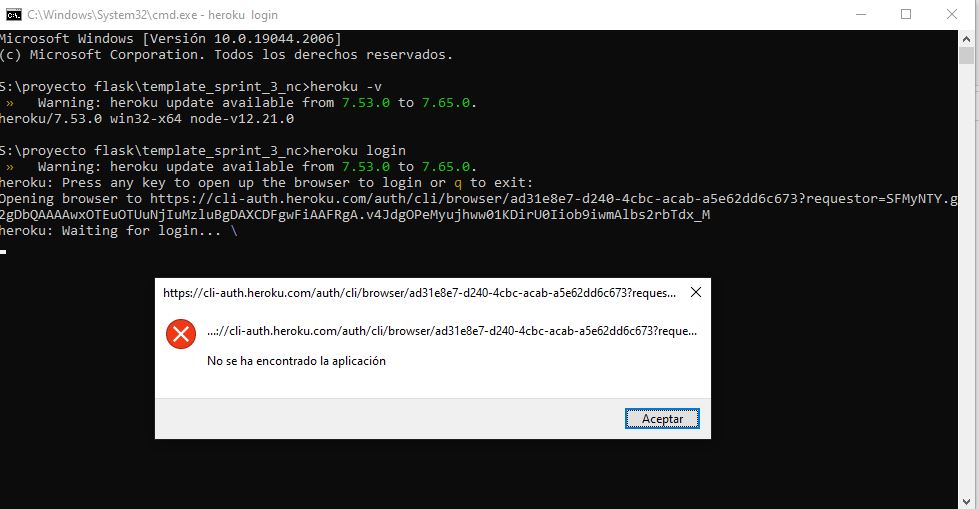 C:\Windows\System32\cmd.exe - heroku login
Microsoft Windows [Versión 10.0.19044.2006]
(c) Microsoft Corporation. Todos los derechos reservados.
S:\proyecto flask\template_sprint_3_nc>heroku -v
» Warning: heroku update available from 7.53.0 to 7.65.0.
heroku/7.53.0 win32-x64 node-v12.21.0
S:\proyecto flask\template_sprint_3_nc>heroku login
» Warning: heroku update available from 7.53.0 to 7.65.0.
heroku: Press any key to open up the browser to login or q to exit:
Opening browser to https://cli-auth.heroku.com/auth/cli/browser/ad31e8e7-d240-4cbc-acab-a5e62dd6c673?requestor=SFMyNTY.g
2gDbQAAAAwxOTEuOTUuNjIuMzluBgDAXCDFgwFiAAFRgA.v4JdgOPeMyujhww01KDirU0Iiob9iwmAlbs2rbTdx_M
heroku: Waiting for login... \
https://cli-auth.heroku.com/auth/cli/browser/ad31e8e7-d240-4cbc-acab-a5e62dd6c673?reques...
...://cli-auth.heroku.com/auth/cli/browser/ad31e8e7-d240-4cbc-acab-a5e62dd6c673?reque...
No se ha encontrado la aplicación
Aceptar